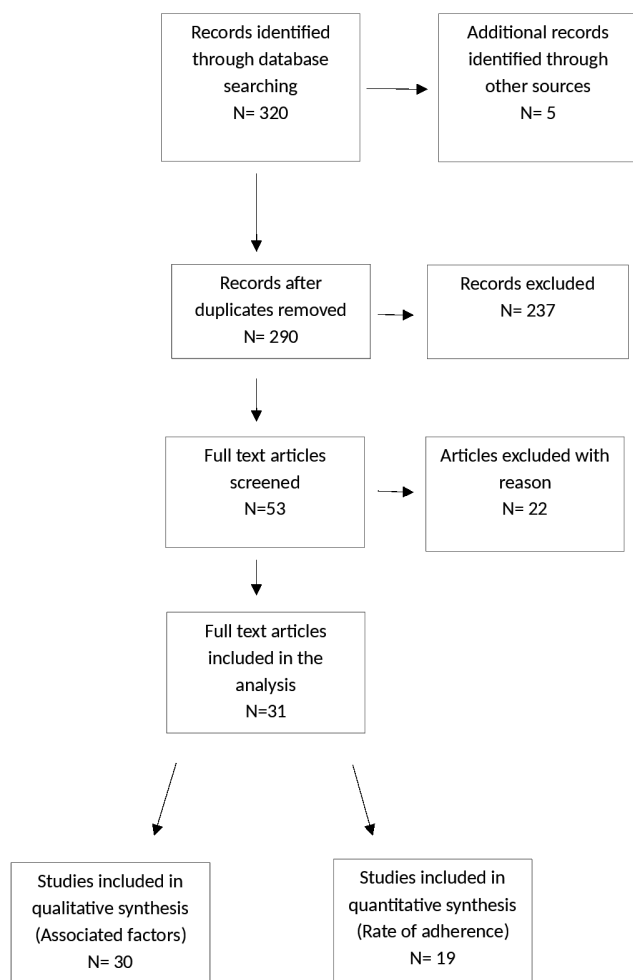 Records identified
through database
searching
N= 320
Additional records
identified through
other sources
N= 5
Records after
duplicates removed
N= 290
Records excluded
N= 237
Full text articles
screened
N=53
Articles excluded with
reason
N= 22
Full text articles
included in the
analysis
N=31
Studies included in
qualitative synthesis
(Associated factors)
N= 30
Studies included in
quantitative synthesis
(Rate of adherence)
N= 19